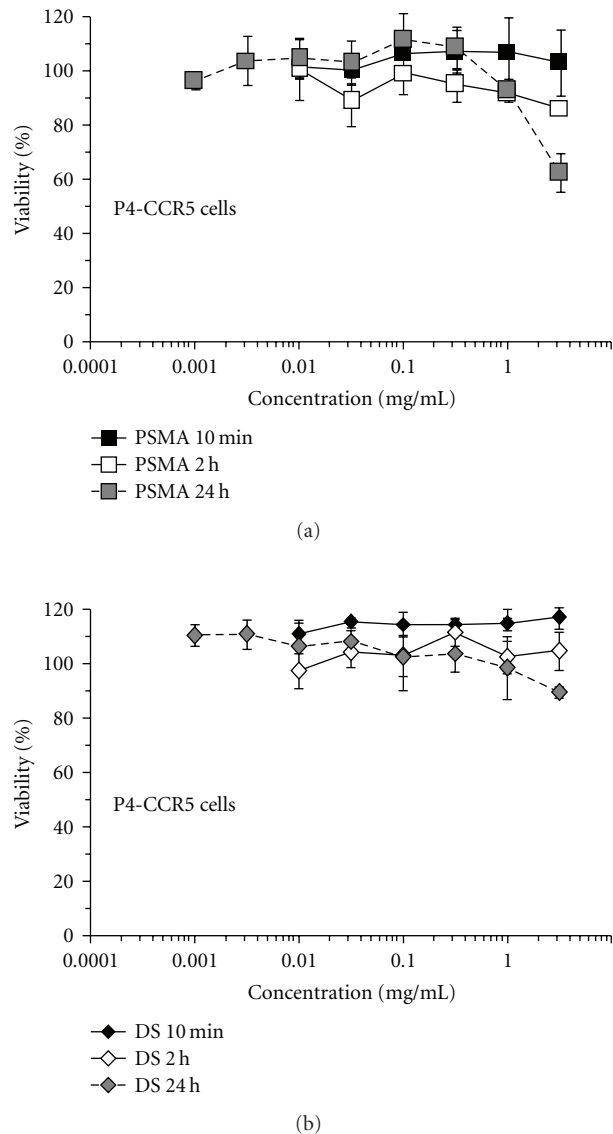 120
100
80
60
40
20
0
Viability (%)
P4-CCR5 cells
0.0001 0.001 0.01 0.1 1
Concentration (mg/mL)
PSMA 10 min
PSMA 2 h
PSMA 24 h
(a)
120
100
80
60
40
20
0
Viability (%)
P4-CCR5 cells
0.0001 0.001 0.01 0.1 1
Concentration (mg/mL)
DS 10 min
DS 2 h
DS 24 h
(b)